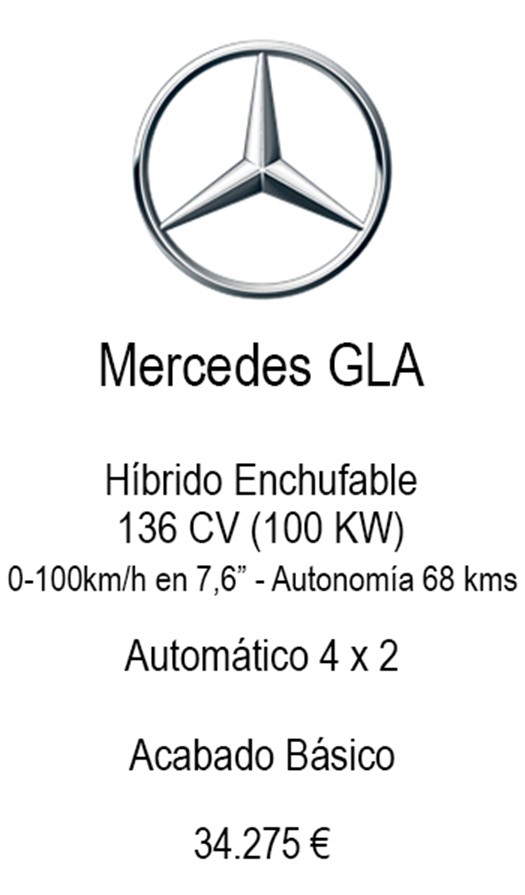 Mercedes GLA
Híbrido Enchufable
136 CV (100 KW)
0-100km/h en 7,6” - Autonomía 68 kms
Automático 4 x 2
Acabado Básico
34.275 €